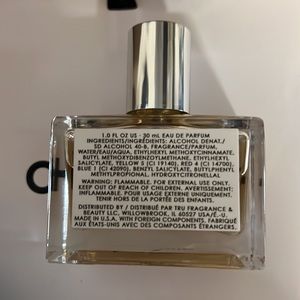 1.0 FL OZ US - 30 mL EAU DE PARFUM
INGREDIENTS/INGRÉDIENTS: ALCOHOL DENAT./
SD ALCOHOL 40-B, FRAGRANCE/PARFUM,
WATER/EAU/AQUA, ETHYLHEXYL METHOXYCINNAMATE,
BUTYL METHOXYDIBENZOYLMETHANE, ETHYLHEXYL
SALICYLATE, YELLOW 5 (CI 19140), RED 4 (CI 14700),
BLUE 1 (CI 42090), BENZYL SALICYLATE, BUTYLPHENYL
METHYLPROPIONAL, HYDROXYCITRONELLAL
WARNING: FLAMMABLE. FOR EXTERNAL USE ONLY.
KEEP OUT OF REACH OF CHILDREN. AVERTISSEMENT:
INFLAMMABLE. POUR USAGE EXTERNE UNIQUEMENT.
TENIR HORS DE LA PORTÉE DES ENFANTS.
DISTRIBUTED BY / DISTRIBUÉ PAR TRU FRAGRANCE &
BEAUTY LLC, WILLOWBROOK, IL 60527 USA/É.-U.
MADE IN U.S.A. WITH FOREIGN COMPONENTS. FABRIQUÉ
AUX É.-U. AVEC DES COMPOSANTS ÉTRANGERS.